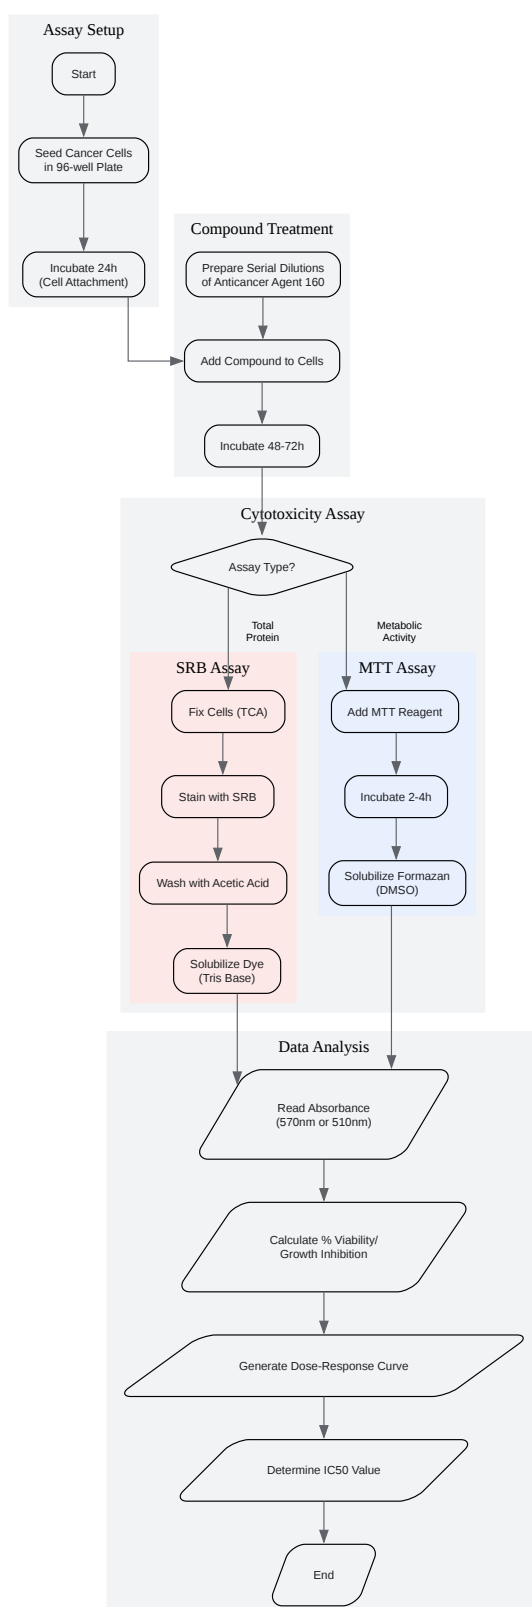 Assay Setup
Start
Seed Cancer Cells
in 96-well Plate
Incubate 24h
(Cell Attachment)
Compound Treatment
Prepare Serial Dilutions
of Anticancer Agent 160
Add Compound to Cells
Incubate 48-72h
Cytotoxicity Assay
Assay Type?
Total
Protein
Metabolic
Activity
SRB Assay
Fix Cells (TCA)
Stain with SRB
Wash with Acetic Acid
Solubilize Dye
(Tris Base)
MTT Assay
Add MTT Reagent
Incubate 2-4h
Solubilize Formazan
(DMSO)
Data Analysis
Read Absorbance
(570nm or 510nm)
Calculate % Viability/
Growth Inhibition
Generate Dose-Response Curve
Determine IC50 Value
End